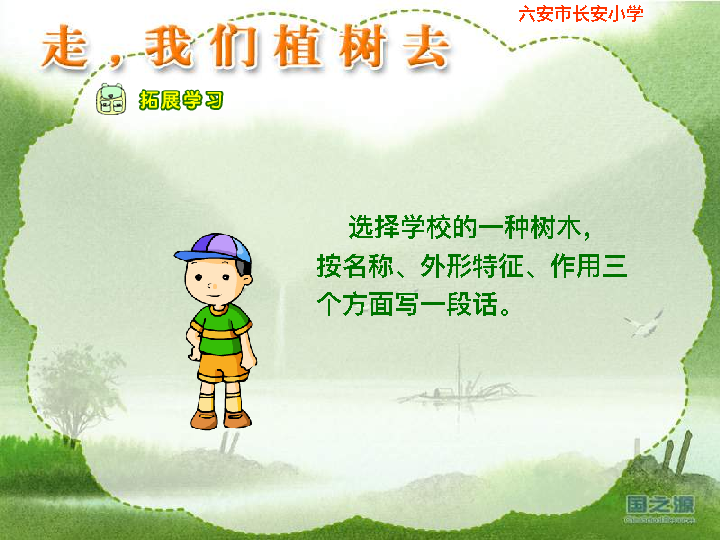 六安市长安小学
走，我们植树去
拓展学习
选择学校的一种树木，
按名称、外形特征、作用三
个方面写一段话。
国之源